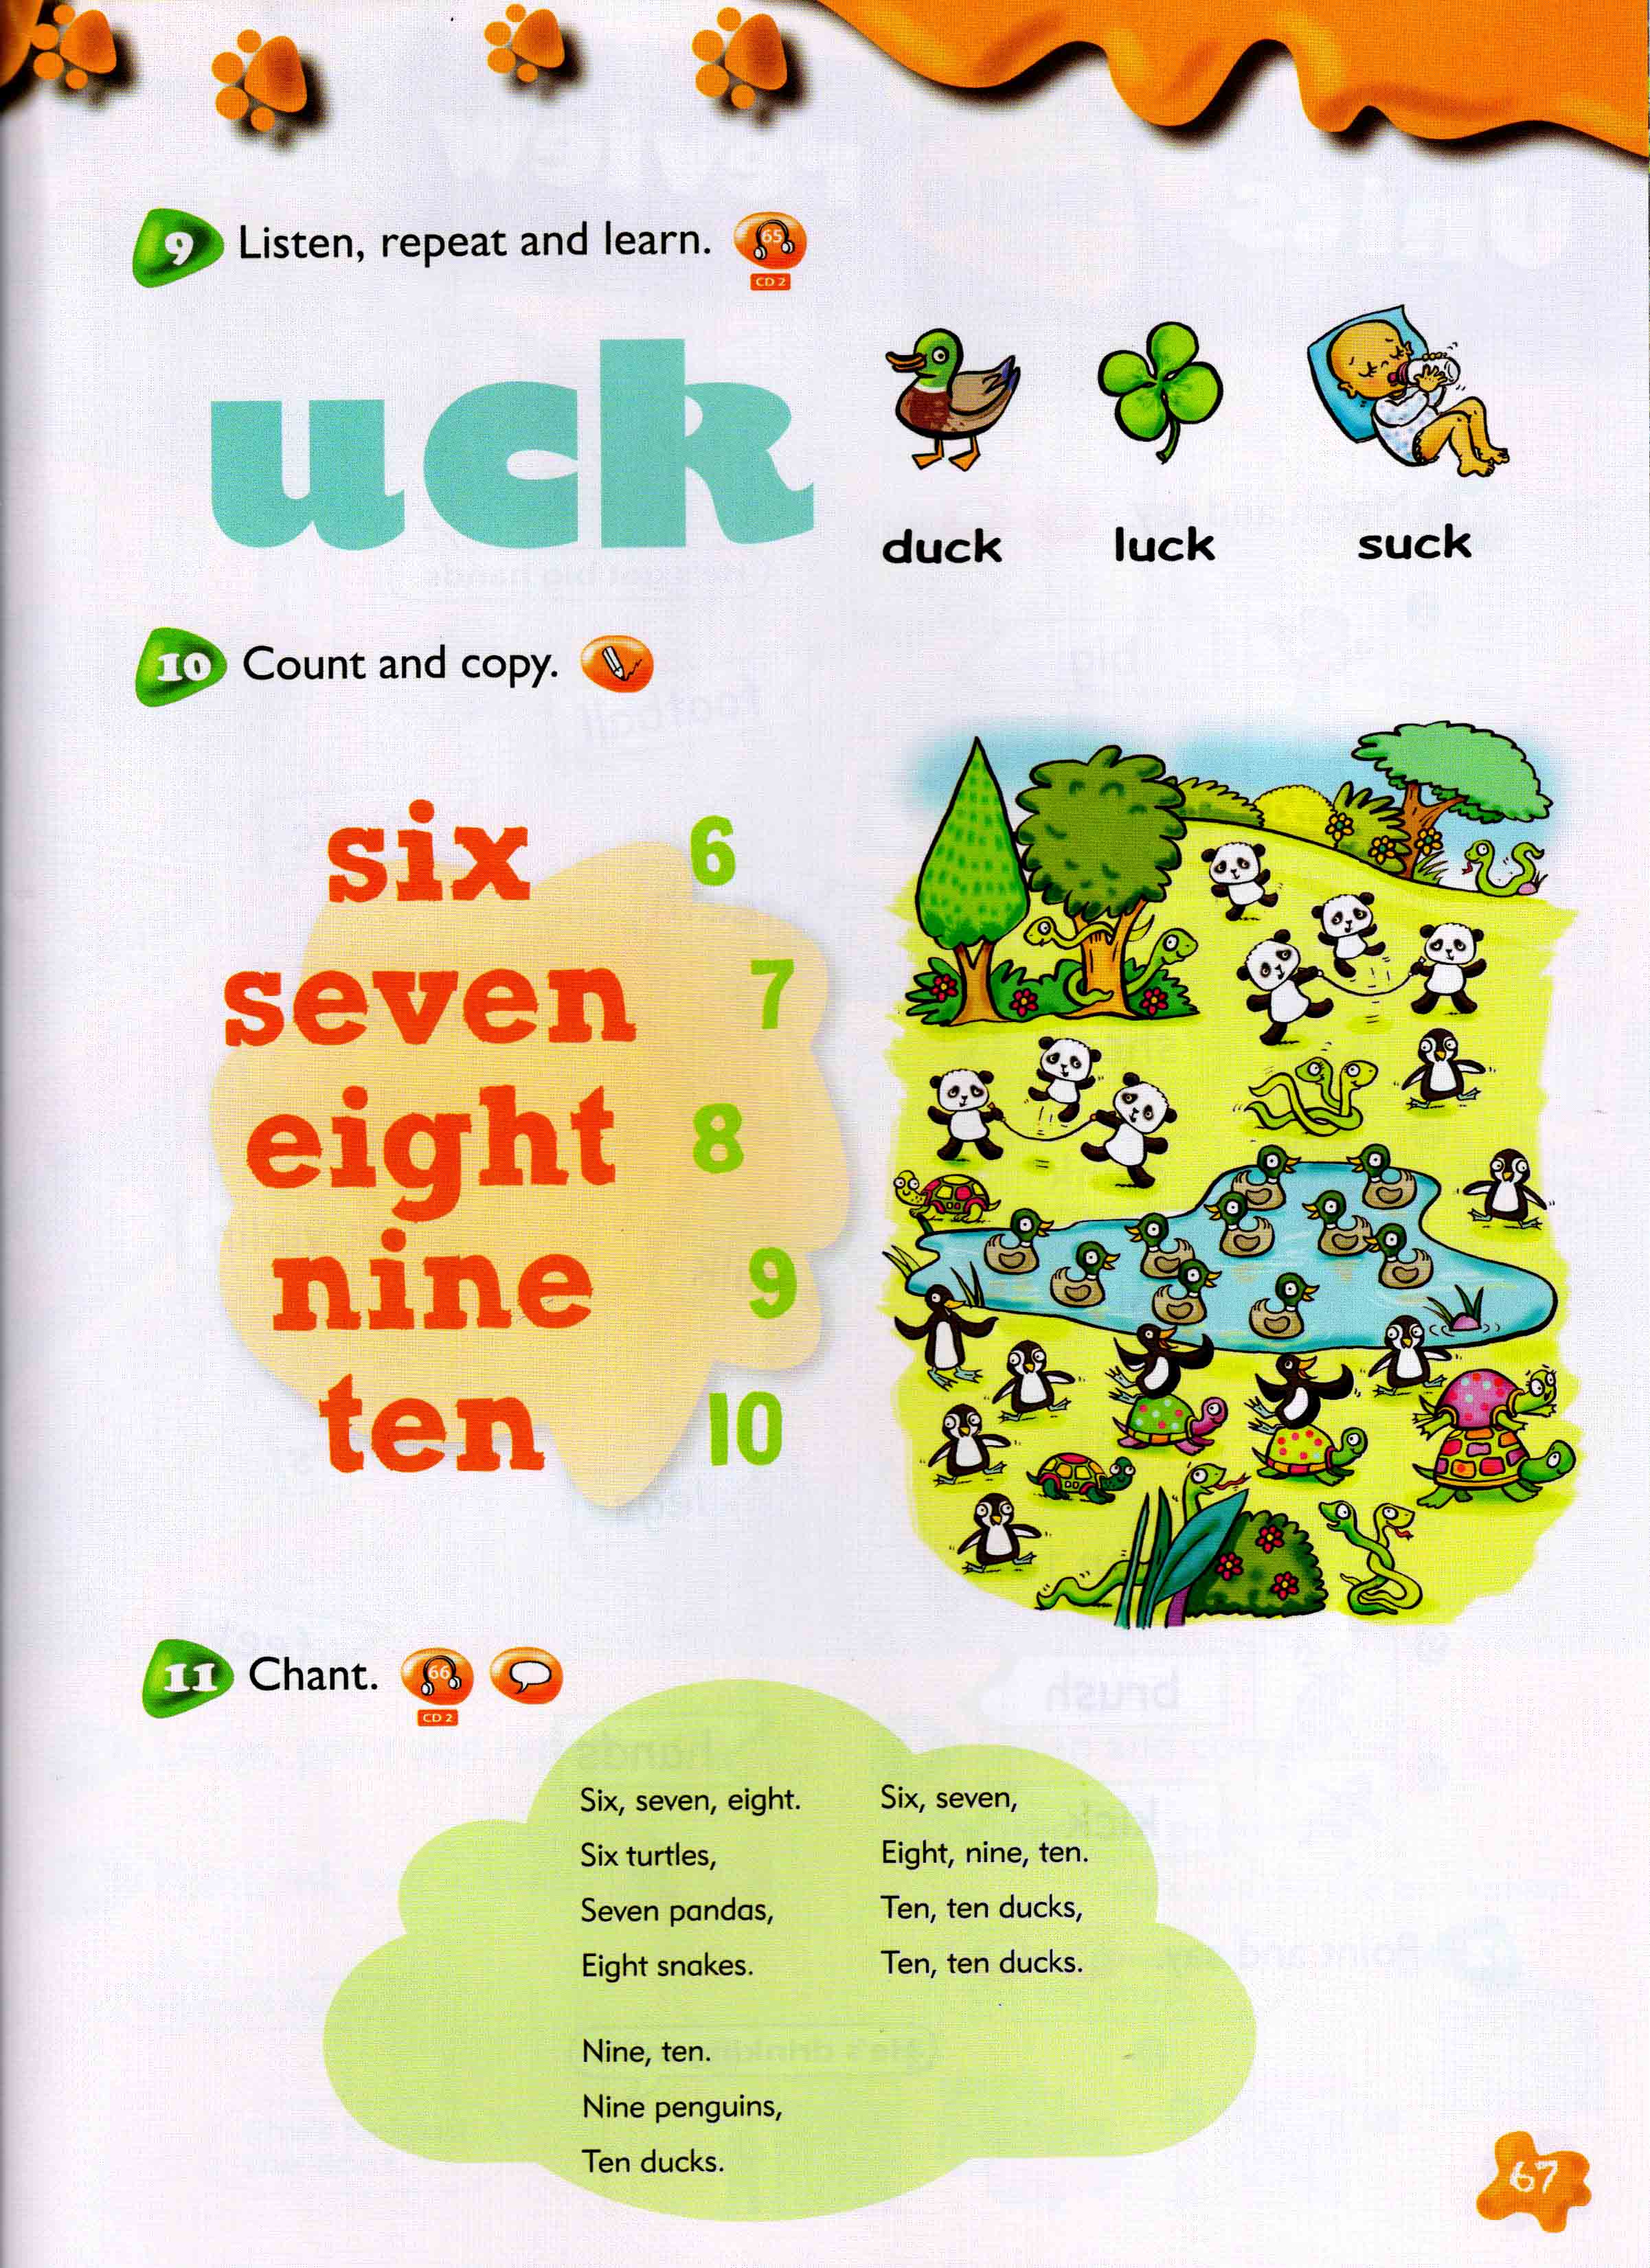 9 Listen, repeat and learn. 65
CD 2
uck
duck luck suck
10 Count and copy.
six 6
seven 7
eight 8
nine 9
ten 10
11 Chant. 66
CD 2
Six, seven, eight.
Six turtles,
Seven pandas,
Eight snakes.
Nine, ten.
Nine penguins,
Ten ducks.
Six, seven,
Eight, nine, ten.
Ten, ten ducks,
Ten, ten ducks.
67